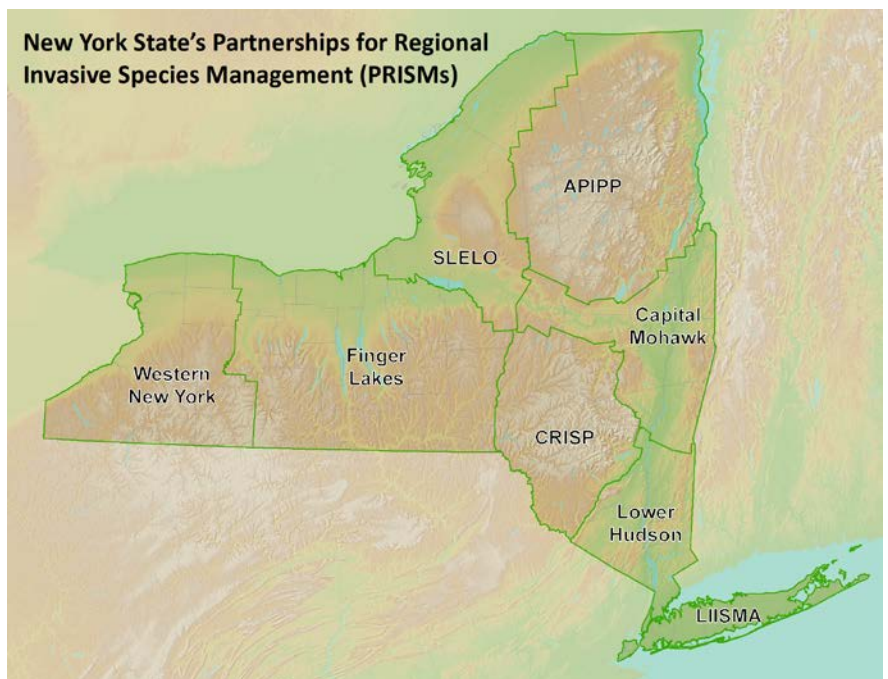 New York State's Partnerships for Regional
Invasive Species Management (PRISMs)
APIPP
SLELO
Capital
Mohawk
Finger
Lakes
Western
New York
CRISP
Lower
Hudson
LIISMA